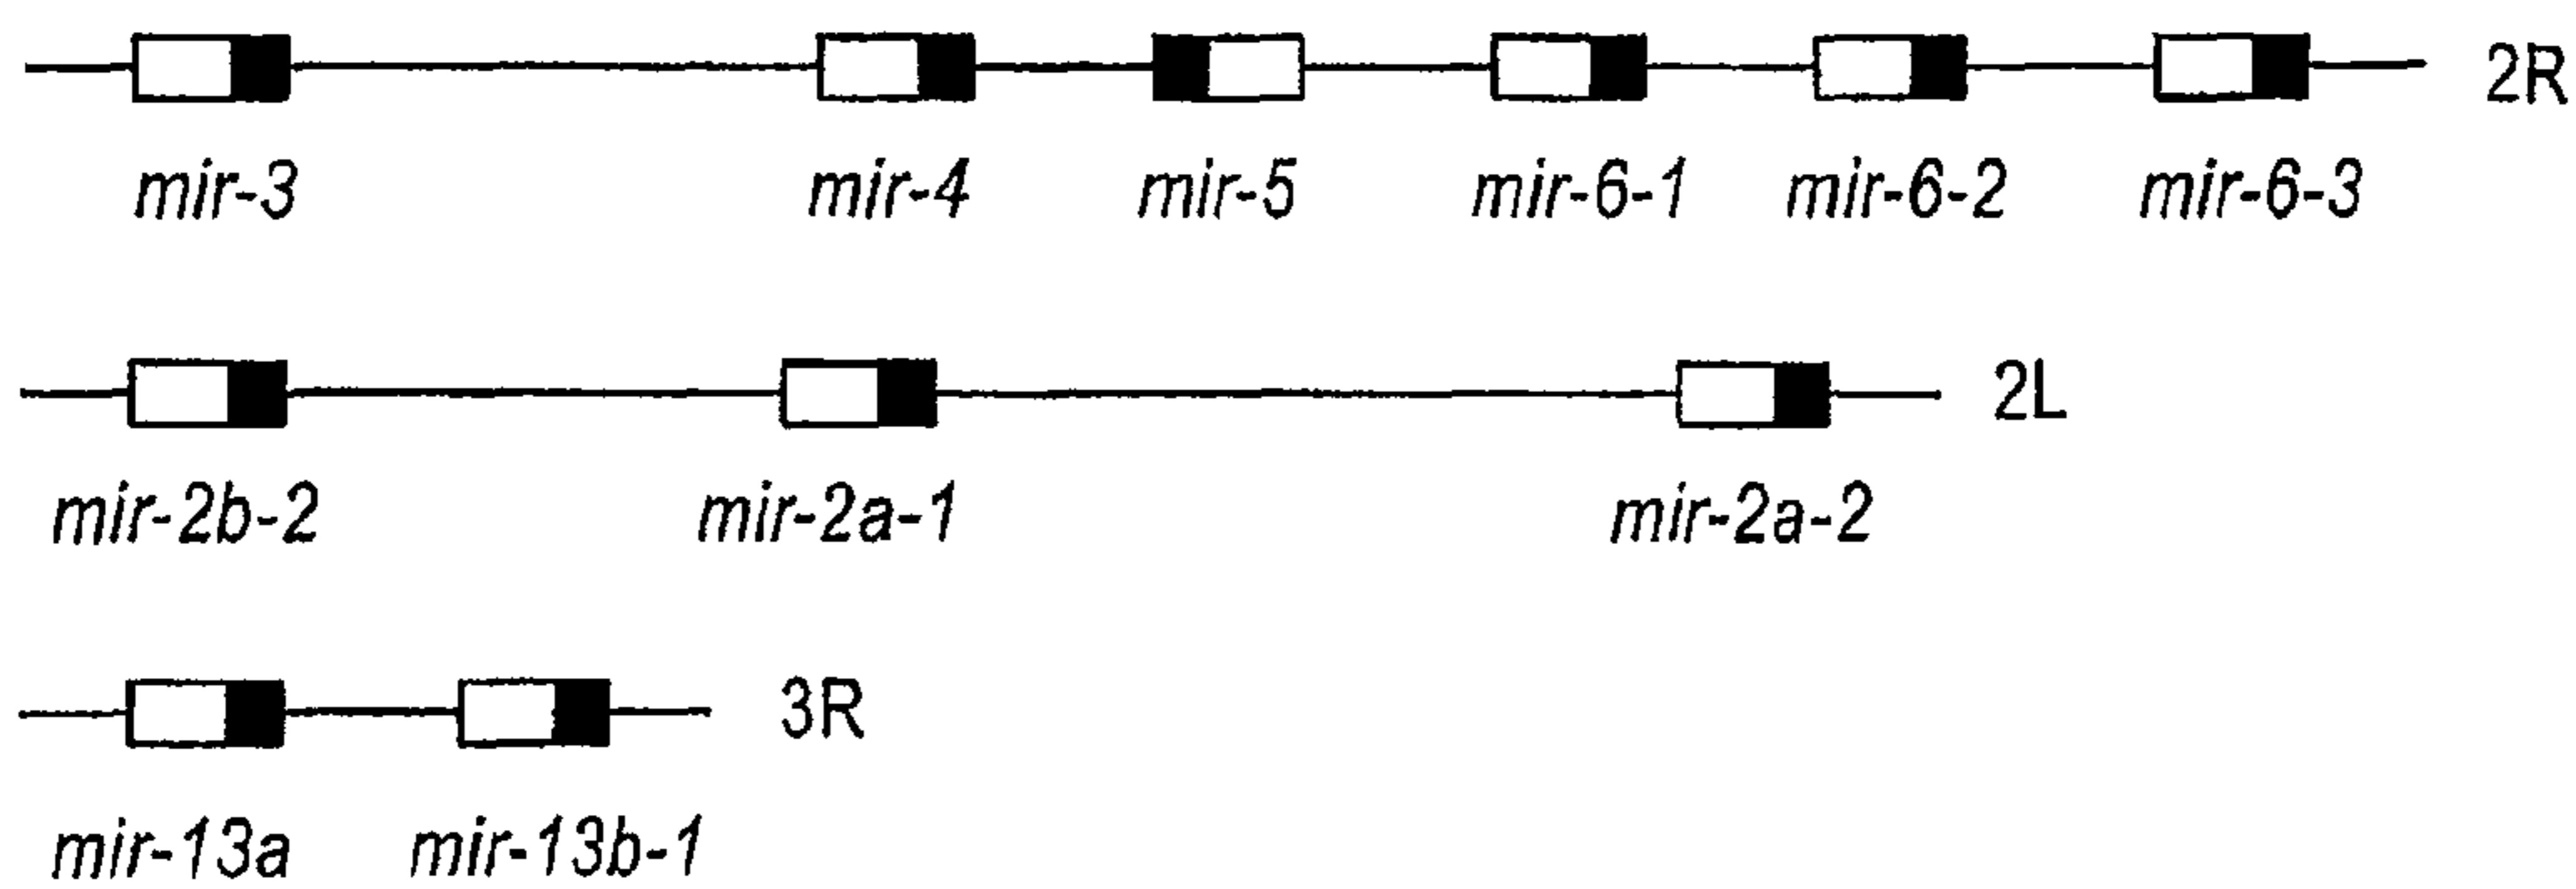 2R
mir-3 mir-4 mir-5 mir-6-1 mir-6-2 mir-6-3
2L
mir-2b-2 mir-2a-1 mir-2a-2
3R
mir-13a mir-13b-1